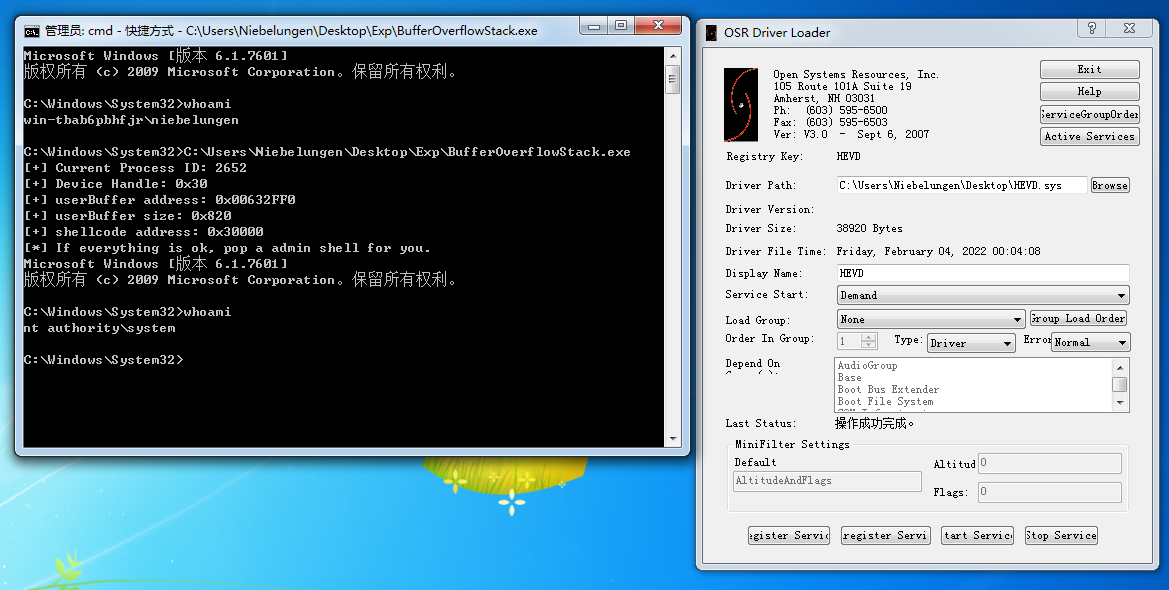 管理员: cmd - 快捷方式 - C:\Users\Niebelungen\Desktop\Exp\BufferOverflowStack.exe
Microsoft Windows [版本 6.1.7601]
版权所有 (c) 2009 Microsoft Corporation。保留所有权利。
C:\Windows\System32>whoami
win-tbab6pbhfjr\niebelungen
C:\Windows\System32>C:\Users\Niebelungen\Desktop\Exp\BufferOverflowStack.exe
[+] Current Process ID: 2652
[+] Device Handle: 0x30
[+] userBuffer address: 0x00632FF0
[+] userBuffer size: 0x820
[+] shellcode address: 0x30000
[*] If everything is ok, pop a admin shell for you.
Microsoft Windows [版本 6.1.7601]
版权所有 (c) 2009 Microsoft Corporation。保留所有权利。
C:\Windows\System32>whoami
nt authority\system
C:\Windows\System32>
OSR Driver Loader
Open Systems Resources, Inc.
105 Route 101A Suite 19
Amherst, NH 03031
Ph: (603) 595-6500
Fax: (603) 595-6503
Ver: V3.0 - Sept 6, 2007
Exit
Help
ServiceGroupOrder
Active Services
Registry Key: HEVD
Driver Path: C:\Users\Niebelungen\Desktop\HEVD.sys Browse
Driver Version:
Driver Size: 38920 Bytes
Driver File Time: Friday, February 04, 2022 00:04:08
Display Name: HEVD
Service Start: Demand
Load Group: None Group Load Order
Order In Group: 1 Type: Driver Error Normal
Depend On
AudioGroup
Base
Boot Bus Extender
Boot File System
Last Status: 操作成功完成。
MiniFilter Settings
Default Altitud 0
AltitudeAndFlags
Flags: 0
egister Servic register Servi tart Servic Stop Service